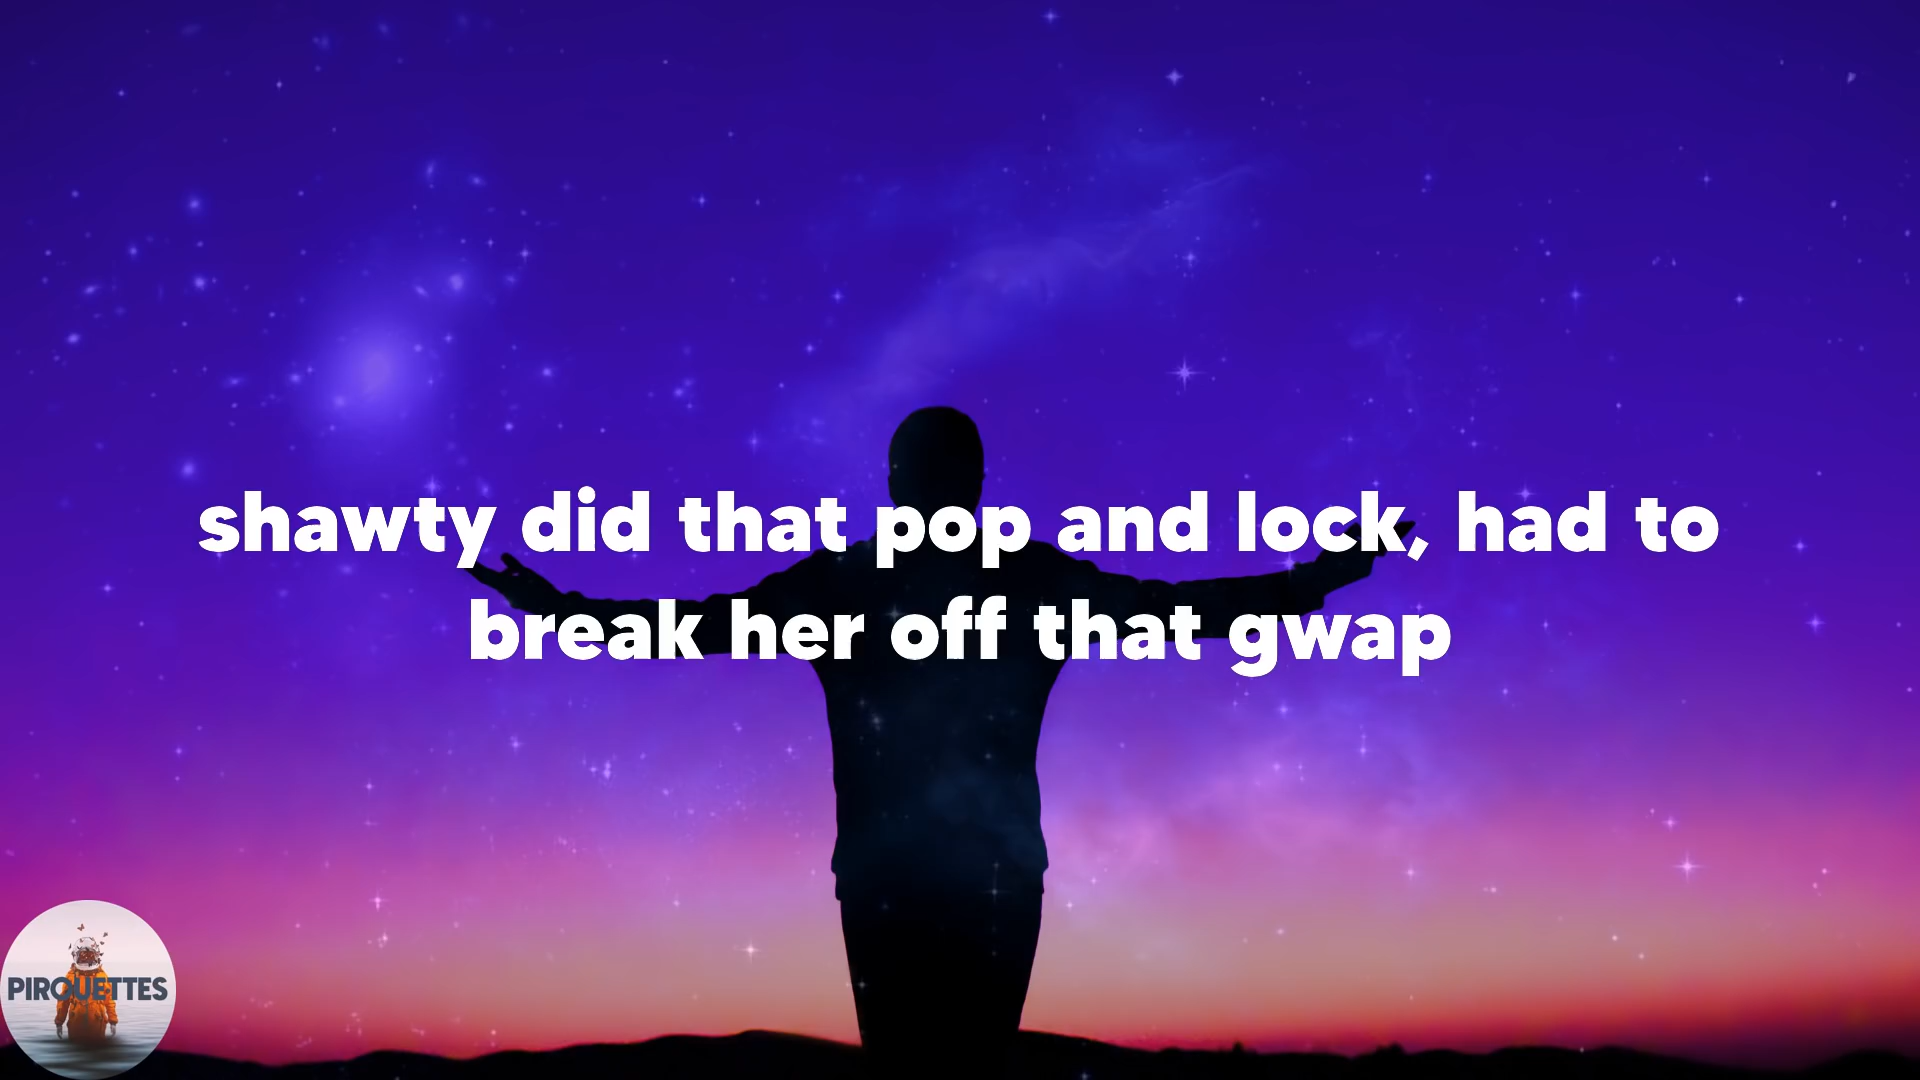 shawty did that pop and lock, had to
break her off that gwap
PIROUETTES